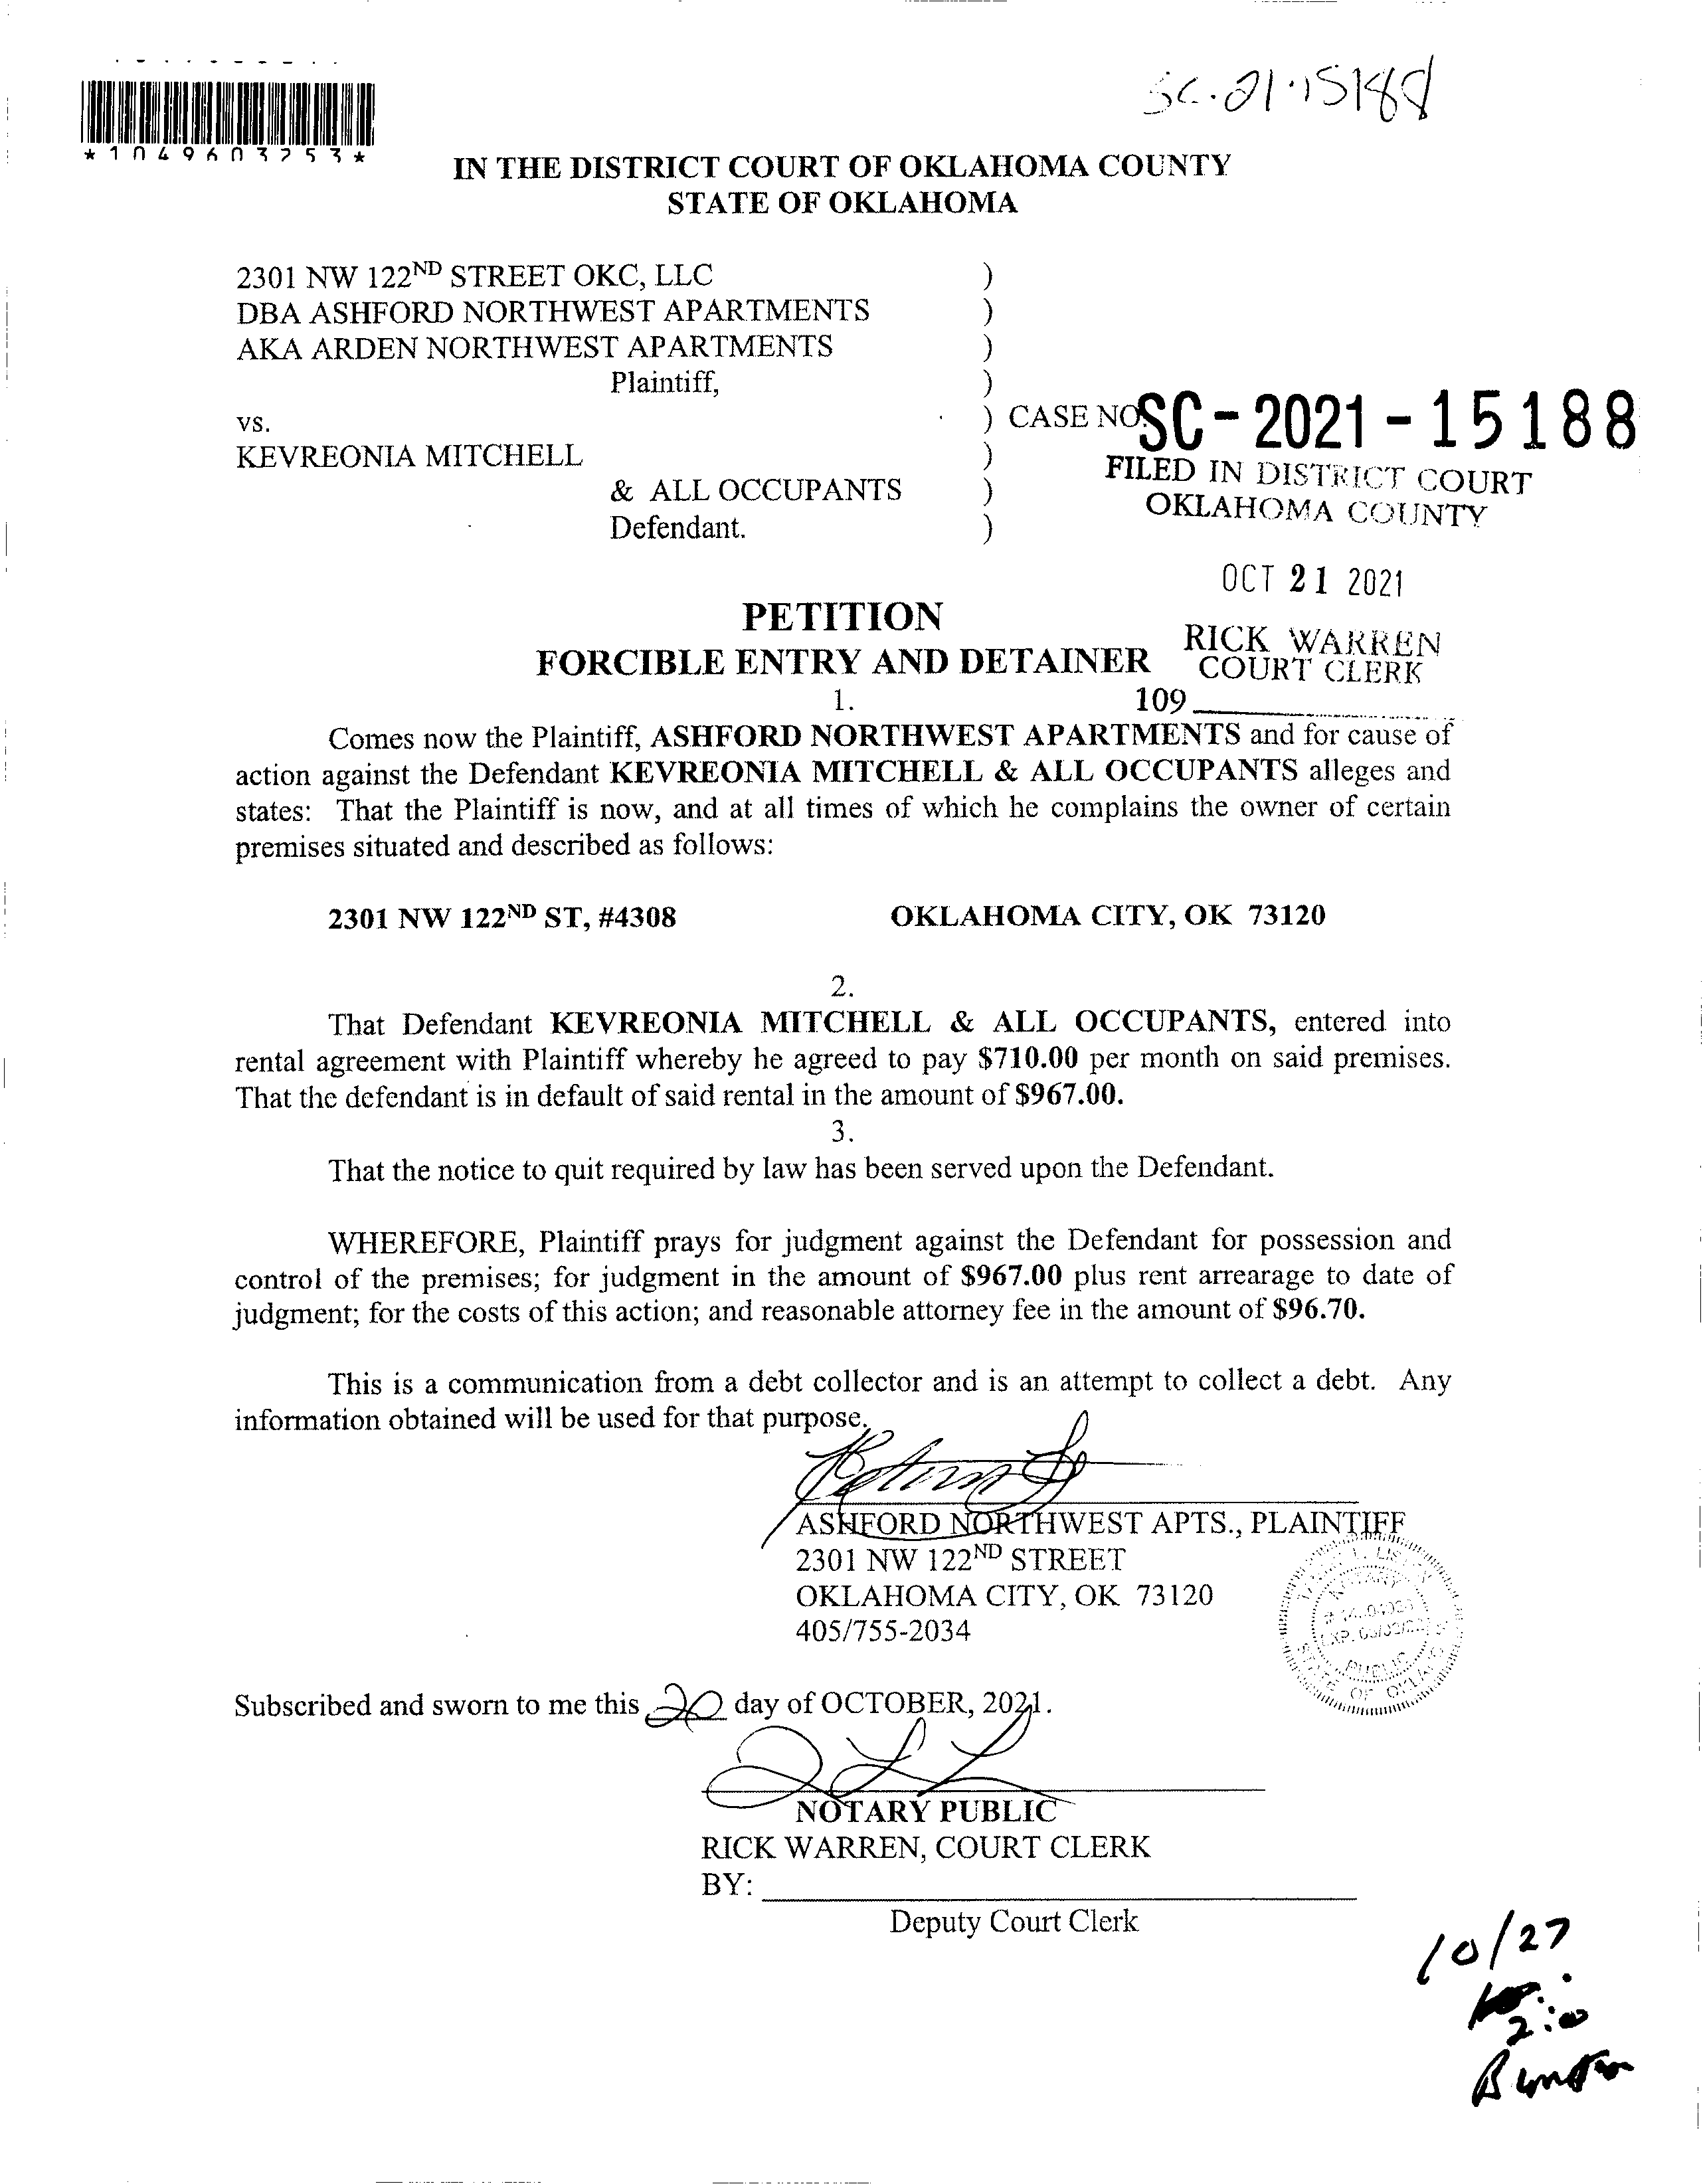 SC-21-15188
*1049603253*
IN THE DISTRICT COURT OF OKLAHOMA COUNTY
STATE OF OKLAHOMA
2301 NW 122ND STREET OKC, LLC )
DBA ASHFORD NORTHWEST APARTMENTS )
AKA ARDEN NORTHWEST APARTMENTS )
Plaintiff, )
vs. ) CASE NO. SC-2021-15188
KEVREONIA MITCHELL )
FILED IN DISTRICT COURT
& ALL OCCUPANTS )
OKLAHOMA COUNTY
Defendant. )
OCT 21 2021
PETITION
RICK WARREN
FORCIBLE ENTRY AND DETAINER
COURT CLERK
1.
109
Comes now the Plaintiff, ASHFORD NORTHWEST APARTMENTS and for cause of
action against the Defendant KEVREONIA MITCHELL & ALL OCCUPANTS alleges and
states: That the Plaintiff is now, and at all times of which he complains the owner of certain
premises situated and described as follows:
2301 NW 122ND ST, #4308 OKLAHOMA CITY, OK 73120
2.
That Defendant KEVREONIA MITCHELL & ALL OCCUPANTS, entered into
rental agreement with Plaintiff whereby he agreed to pay $710.00 per month on said premises.
That the defendant is in default of said rental in the amount of $967.00.
3.
That the notice to quit required by law has been served upon the Defendant.
WHEREFORE, Plaintiff prays for judgment against the Defendant for possession and
control of the premises; for judgment in the amount of $967.00 plus rent arrearage to date of
judgment; for the costs of this action; and reasonable attorney fee in the amount of $96.70.
This is a communication from a debt collector and is an attempt to collect a debt. Any
information obtained will be used for that purpose.
ASHFORD NORTHWEST APTS., PLAINTIFF
2301 NW 122ND STREET
OKLAHOMA CITY, OK 73120
405/755-2034
NOTARY
PUBLIC
STATE OF
Subscribed and sworn to me this 20 day of OCTOBER, 2021.
NOTARY PUBLIC
RICK WARREN, COURT CLERK
BY:
Deputy Court Clerk
10/27
2:00